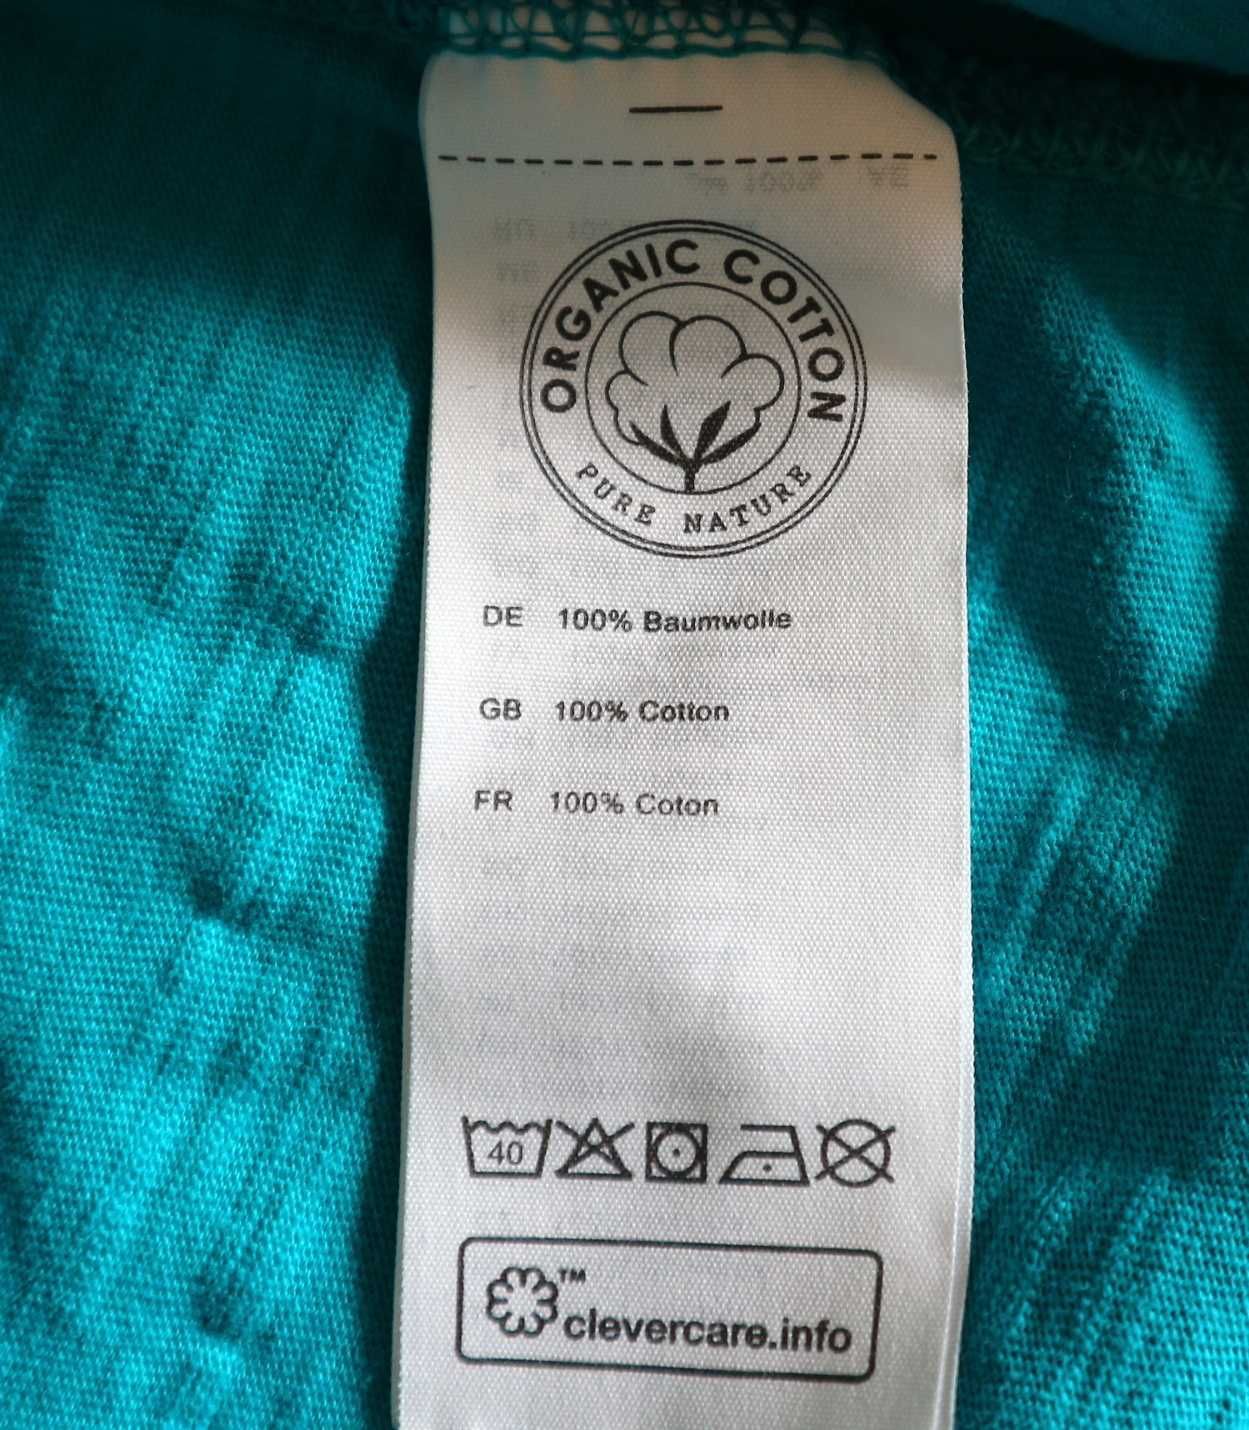 ORGANIC COTTON
PURE NATURE
DE 100% Baumwolle
GB 100% Cotton
FR 100% Coton
40
™
clevercare.info